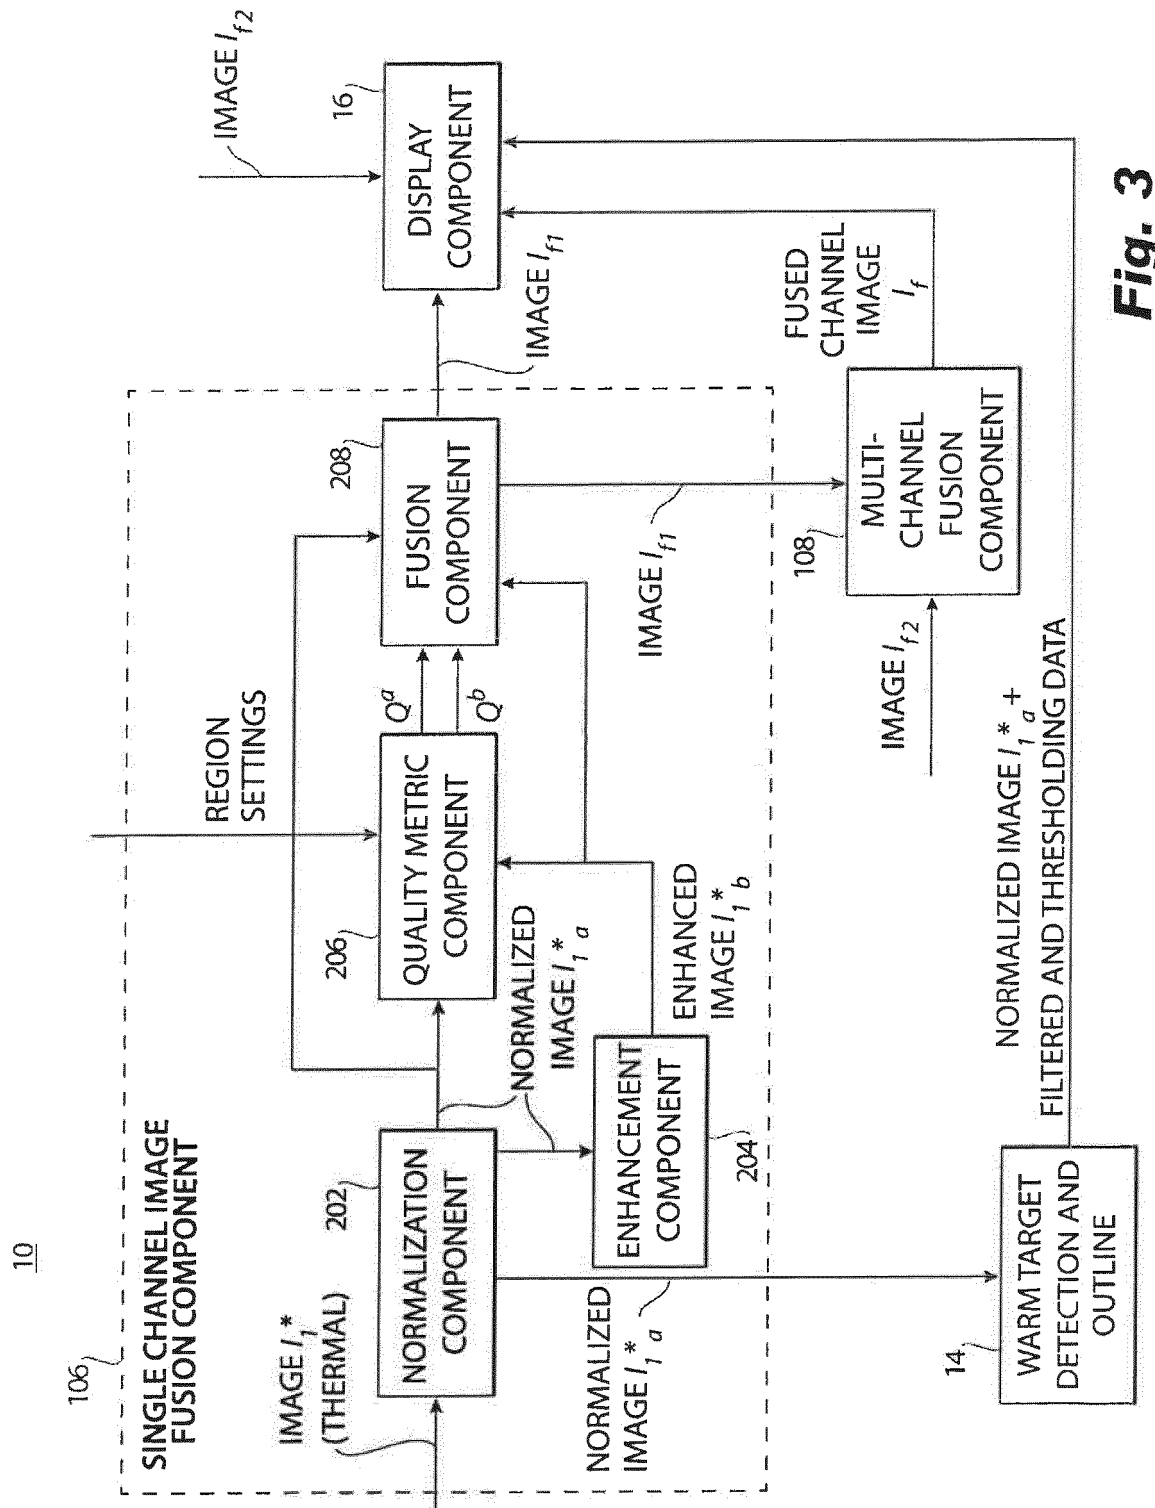 10
106
SINGLE CHANNEL IMAGE
FUSION COMPONENT
IMAGE I1*
(THERMAL)
202
NORMALIZATION
COMPONENT
NORMALIZED
IMAGE I1*a
ENHANCEMENT
COMPONENT
204
NORMALIZED
IMAGE I1*a
ENHANCED
IMAGE I1*b
206
QUALITY METRIC
COMPONENT
REGION
SETTINGS
Qa
Qb
208
FUSION
COMPONENT
IMAGE If1
IMAGE If1
IMAGE If2
16
DISPLAY
COMPONENT
IMAGE If2
108
MULTI-
CHANNEL
FUSION
COMPONENT
FUSED
CHANNEL
IMAGE
If
14
WARM TARGET
DETECTION AND
OUTLINE
NORMALIZED IMAGE I1*a +
FILTERED AND THRESHOLDING DATA
Fig. 3